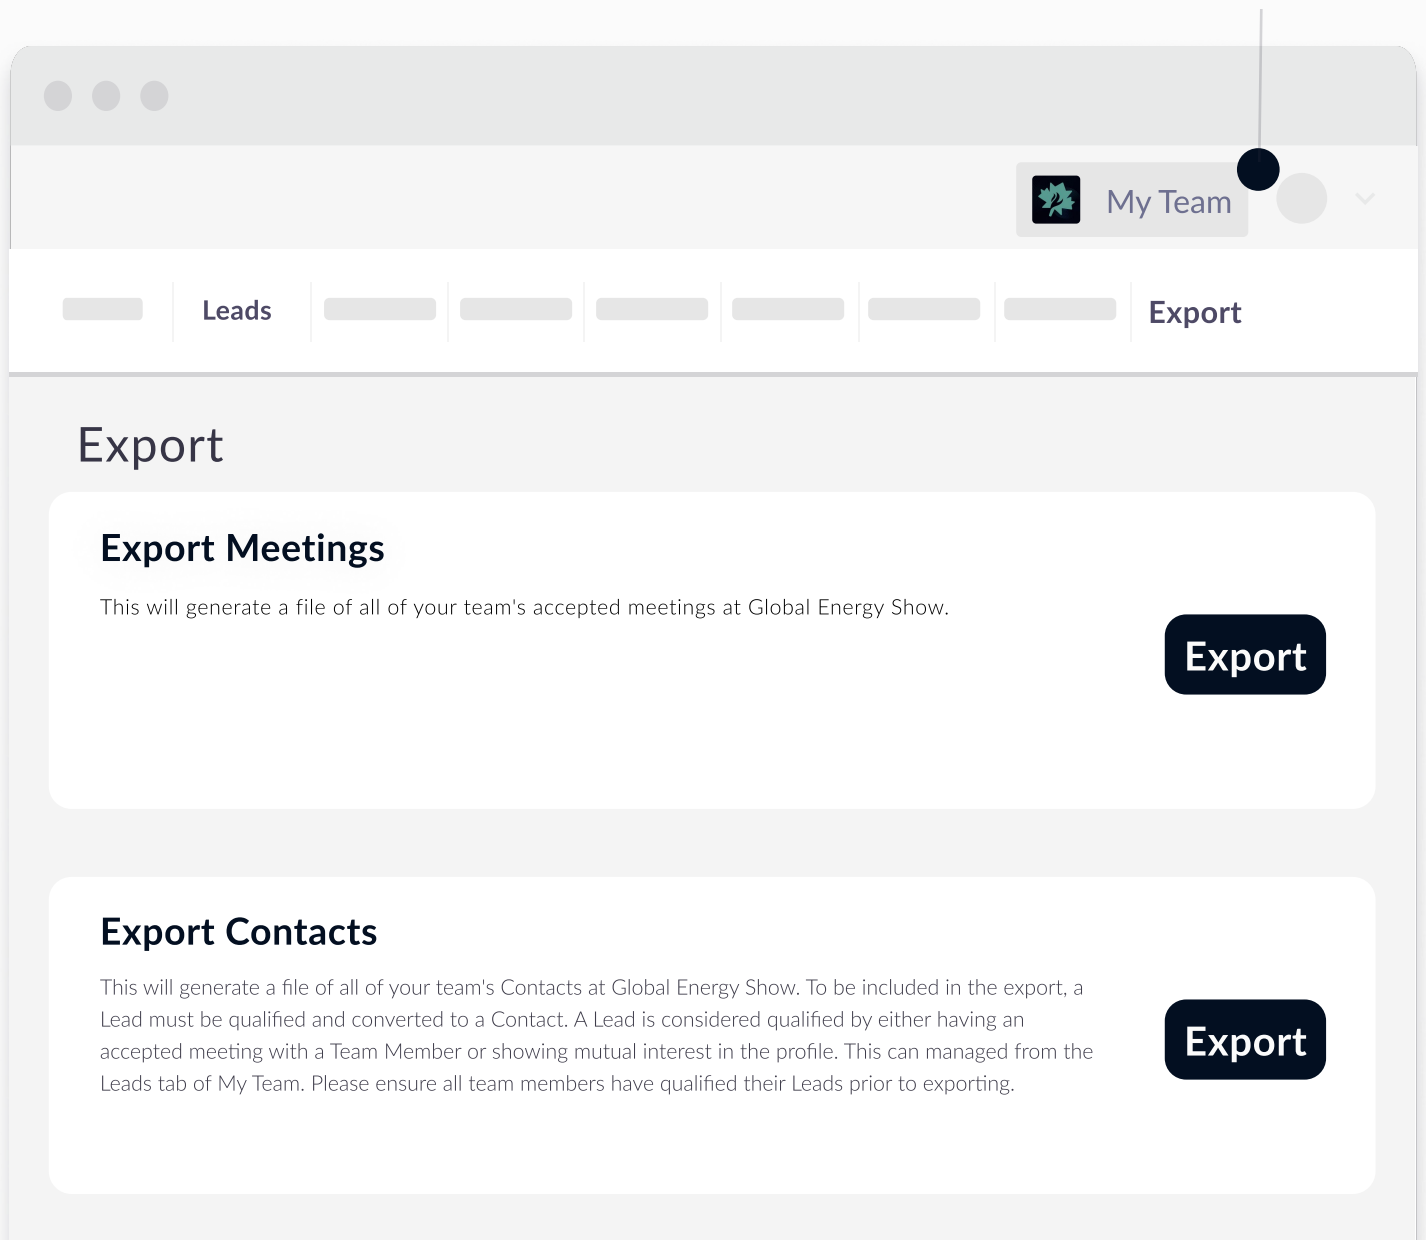 My Team
Leads
Export
Export
Export Meetings
This will generate a file of all of your team's accepted meetings at Global Energy Show.
Export
Export Contacts
This will generate a file of all of your team's Contacts at Global Energy Show. To be included in the export, a
Lead must be qualified and converted to a Contact. A Lead is considered qualified by either having an
accepted meeting with a Team Member or showing mutual interest in the profile. This can managed from the
Leads tab of My Team. Please ensure all team members have qualified their Leads prior to exporting.
Export